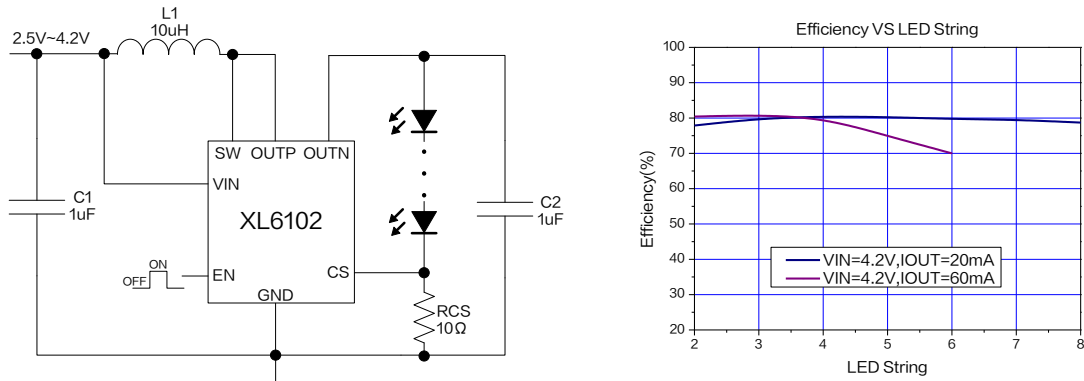 L1
10uH
2.5V~4.2V
SW OUTP OUTN
VIN
XL6102
C1
1uF
C2
1uF
ON
OFF
EN
CS
GND
RCS
10Ω
Efficiency VS LED String
100
90
80
70
60
50
40
30
20
Efficiency(%)
VIN=4.2V,IOUT=20mA
VIN=4.2V,IOUT=60mA
2 3 4 5 6 7 8
LED String